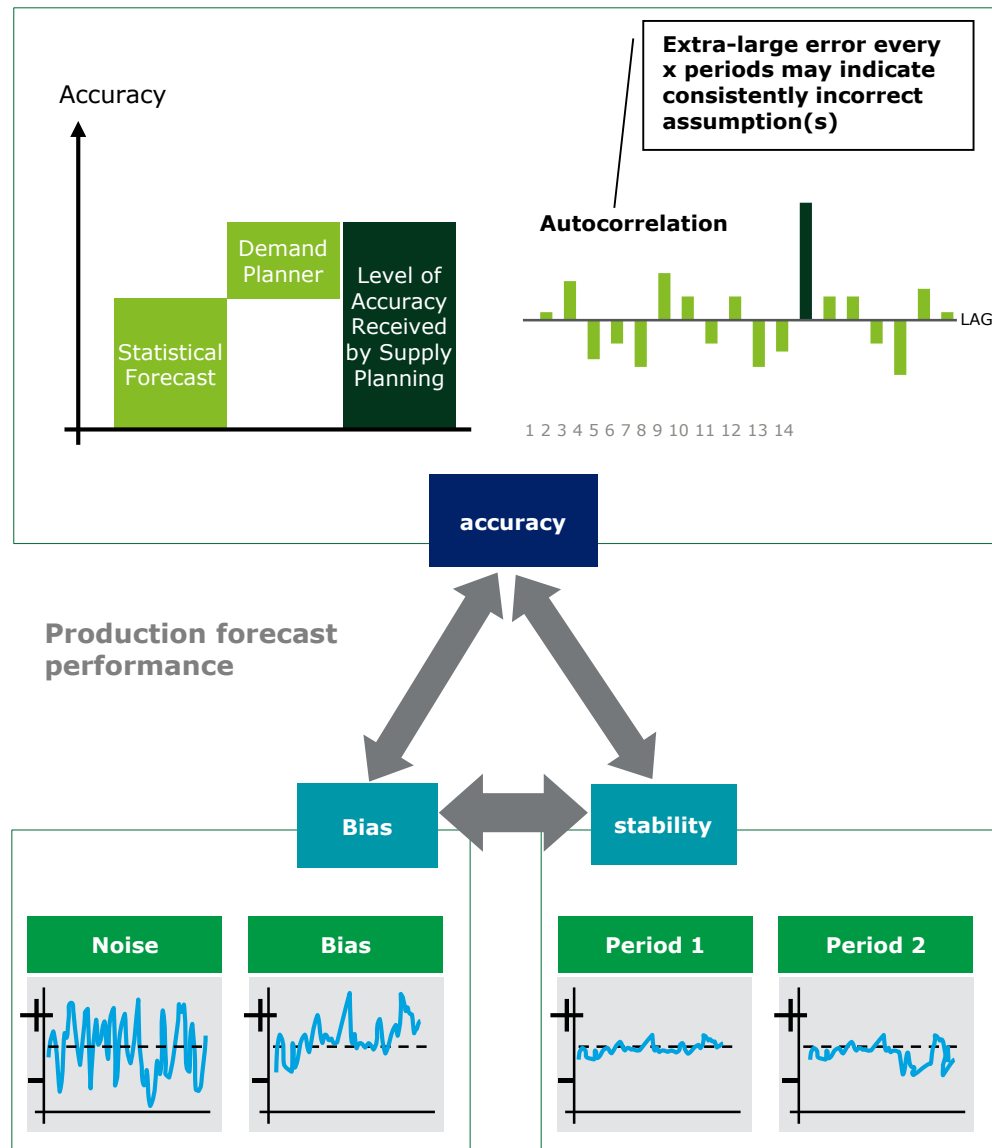 Extra-large error every
x periods may indicate
consistently incorrect
assumption(s)
Accuracy
Autocorrelation
Demand
Planner
Level of
Accuracy
Received
by Supply
Planning
Statistical
Forecast
LAG
1 2 3 4 5 6 7 8 9 10 11 12 13 14
accuracy
Production forecast
performance
Bias
stability
Noise
Bias
Period 1
Period 2
+
-
+
-
+
-
+
-